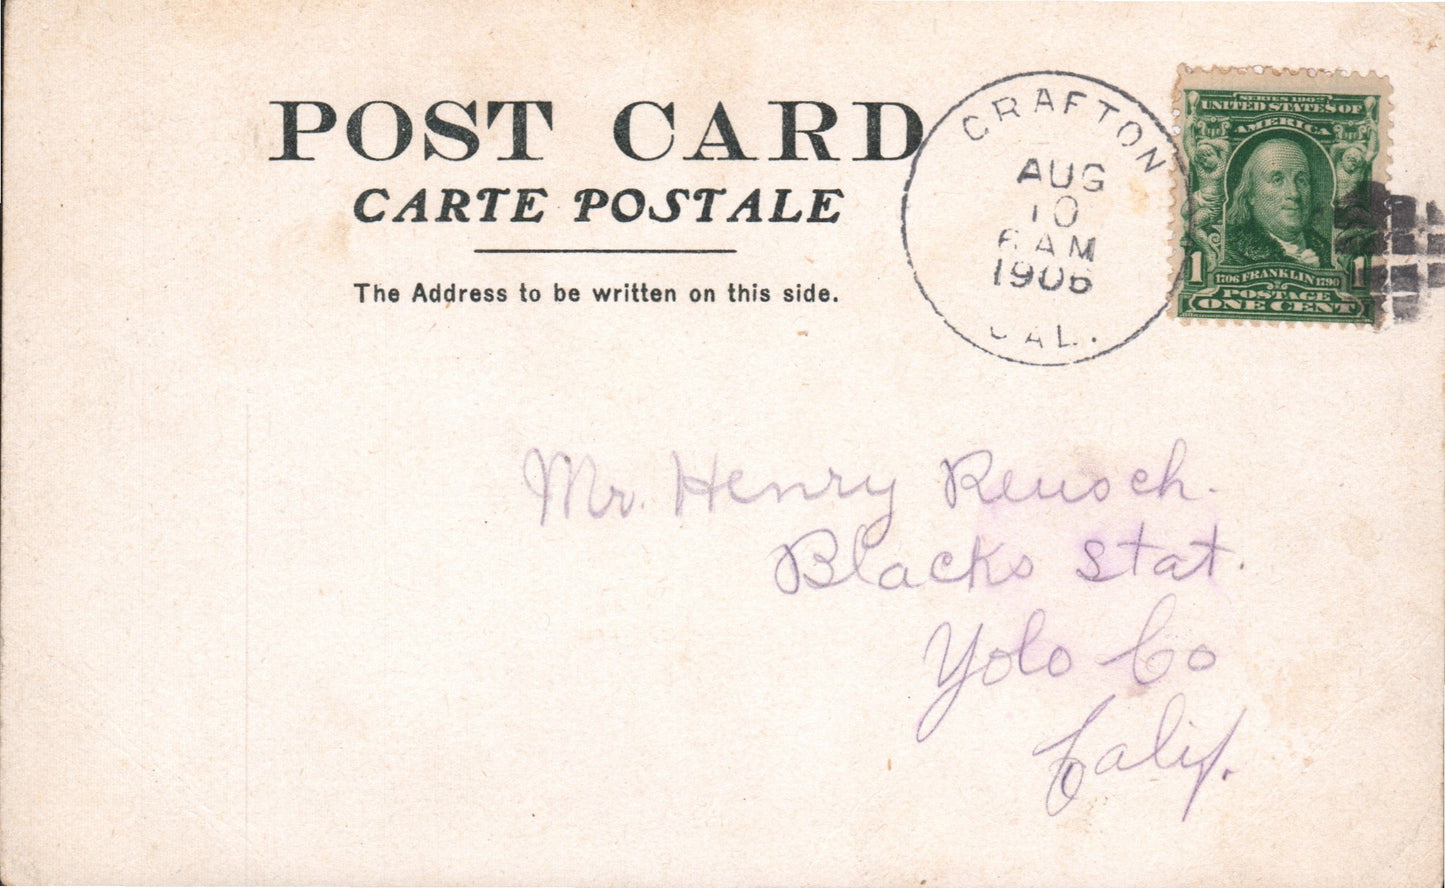 POST CARD
CARTE POSTALE
The Address to be written on this side.
CRAFTON
AUG
10
6 AM
1906
CAL.
SERIES 1902
UNITED STATES OF
AMERICA
1 1706 FRANKLIN 1790 1
POSTAGE
ONE CENT
Mr. Henry Reusch.
Blacks Stat.
Yolo Co
Calif.